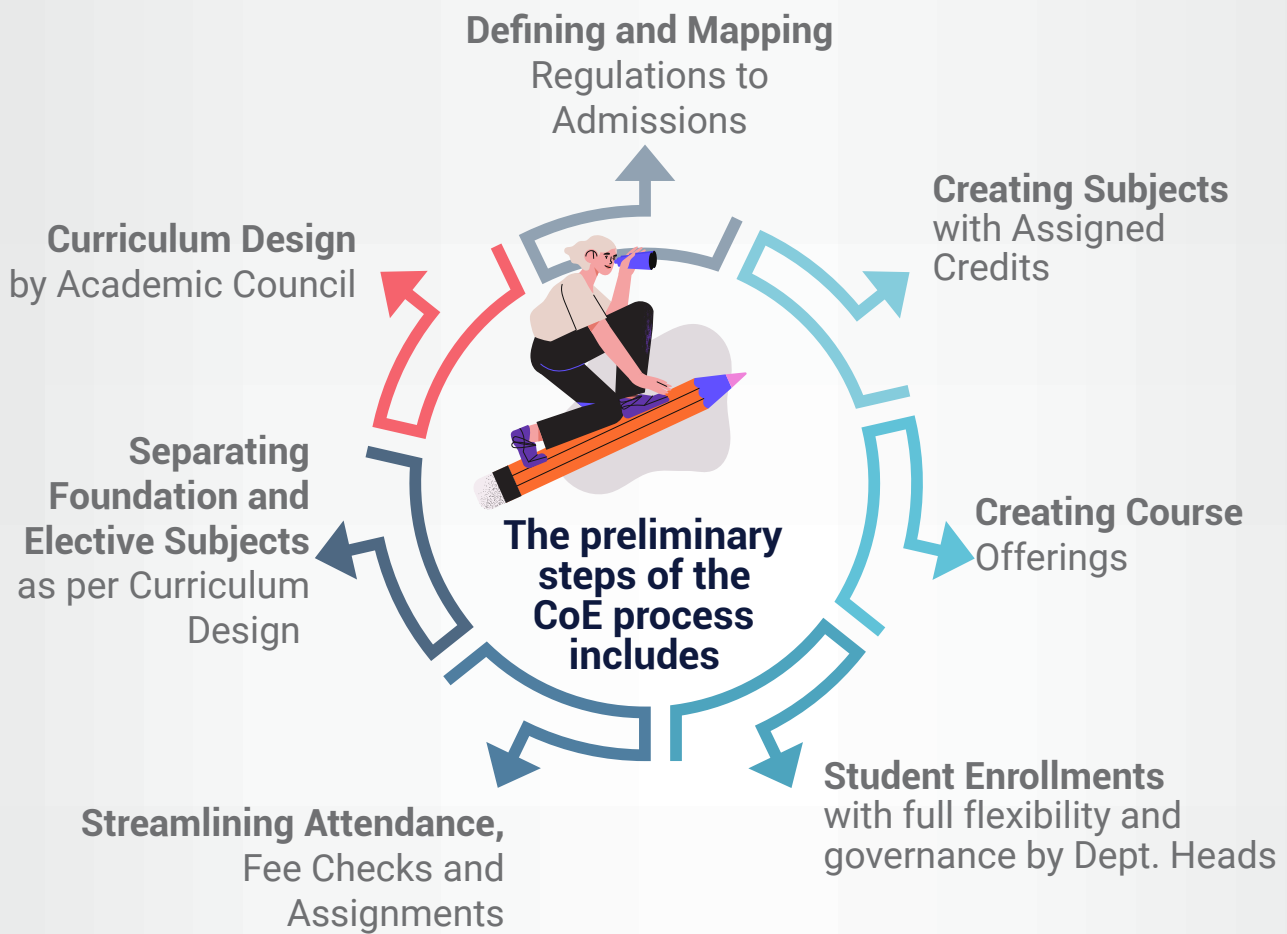 Defining and Mapping
Regulations to
Admissions
Creating Subjects
with Assigned
Credits
Curriculum Design
by Academic Council
Separating
Foundation and
Elective Subjects
as per Curriculum
Design
Creating Course
Offerings
The preliminary
steps of the
CoE process
includes
Student Enrollments
with full flexibility and
governance by Dept. Heads
Streamlining Attendance,
Fee Checks and
Assignments